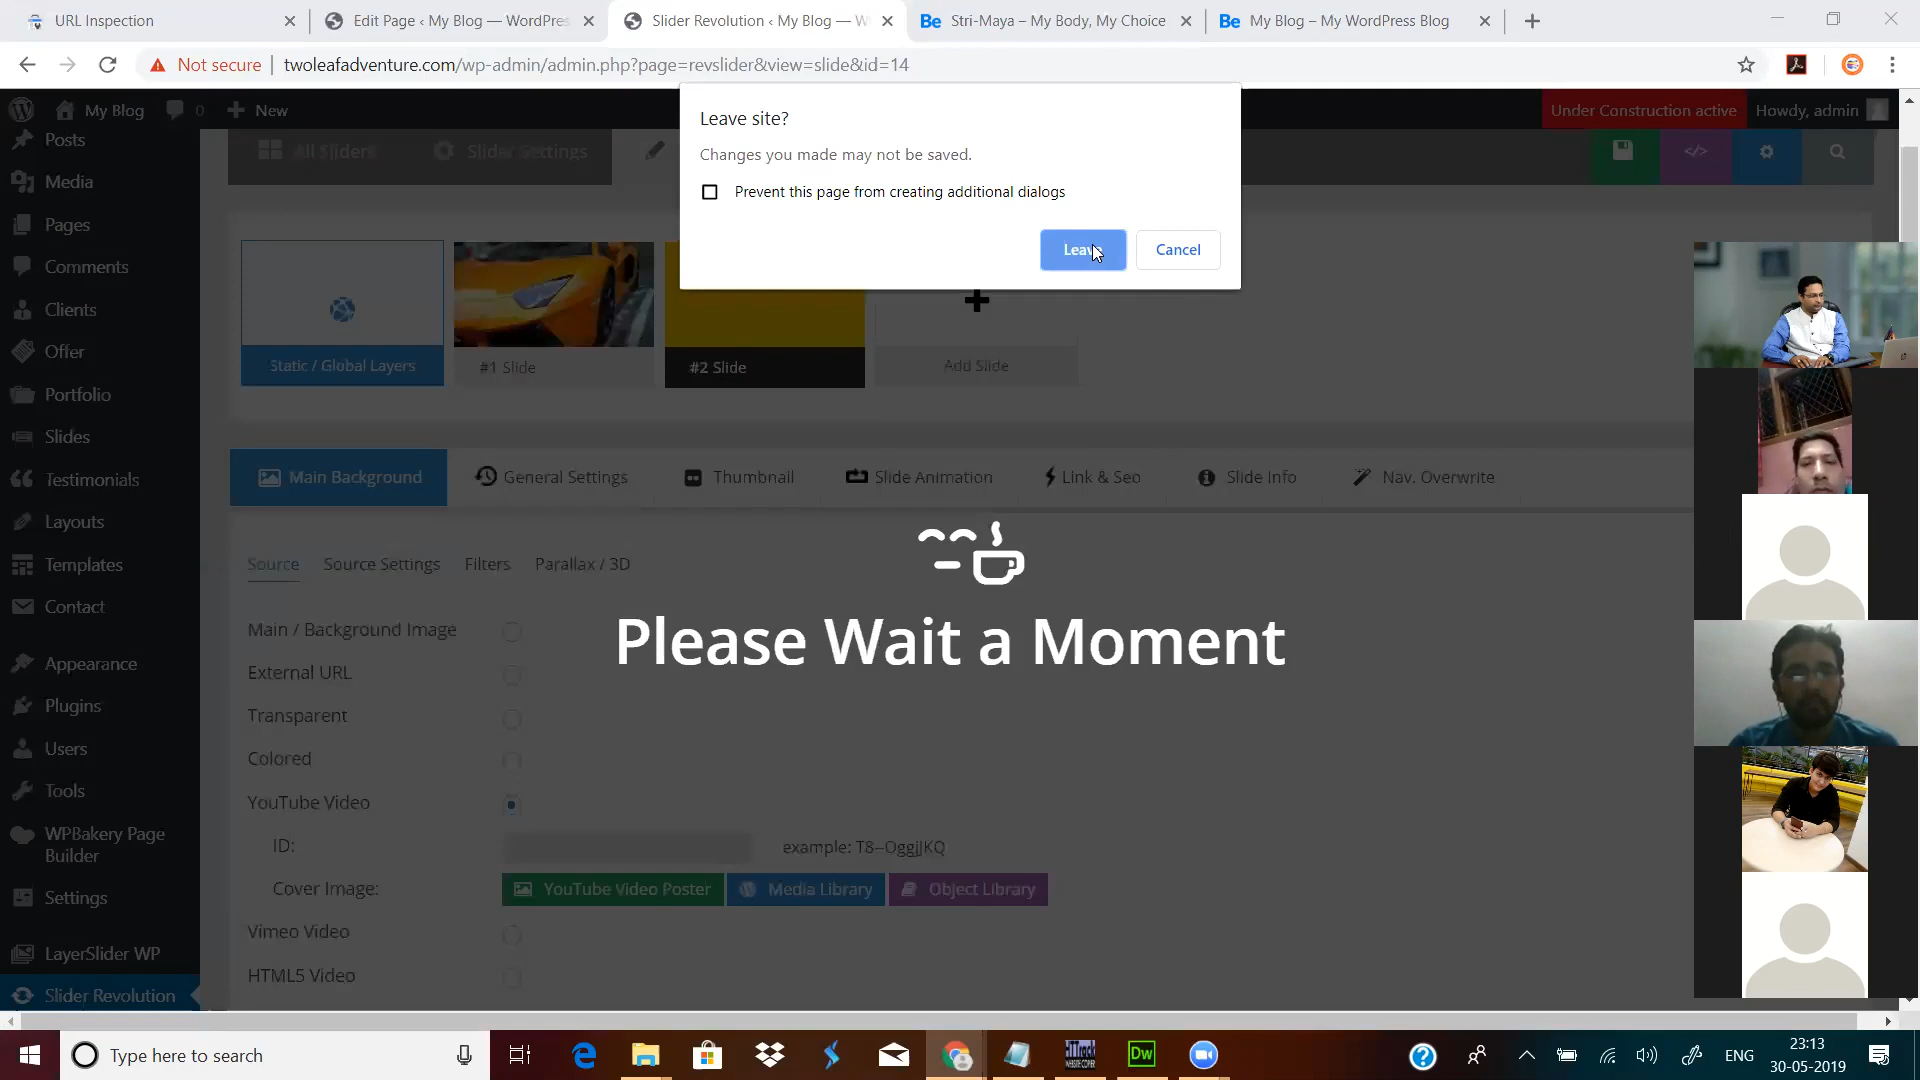 URL Inspection
Edit Page ‹ My Blog — WordPres
Slider Revolution ‹ My Blog — W
Be Stri-Maya – My Body, My Choice
Be My Blog – My WordPress Blog
Not secure
twoleafadventure.com/wp-admin/admin.php?page=revslider&view=slide&id=14
My Blog
0
New
Under Construction active
Howdy, admin
Leave site?
Changes you made may not be saved.
Prevent this page from creating additional dialogs
Leave
Cancel
Posts
Media
Pages
Comments
Clients
Offer
Portfolio
Slides
Testimonials
Layouts
Templates
Contact
Appearance
Plugins
Users
Tools
WPBakery Page
Builder
Settings
LayerSlider WP
Slider Revolution
All Sliders
Slider Settings
</>
Static / Global Layers
#1 Slide
#2 Slide
Add Slide
Main Background
General Settings
Thumbnail
Slide Animation
Link & Seo
Slide Info
Nav. Overwrite
Source
Source Settings
Filters
Parallax / 3D
Please Wait a Moment
Main / Background Image
External URL
Transparent
Colored
YouTube Video
ID:
example: T8--OggjJKQ
Cover Image:
YouTube Video Poster
Media Library
Object Library
Vimeo Video
HTML5 Video
Type here to search
Dw
ENG
23:13
30-05-2019